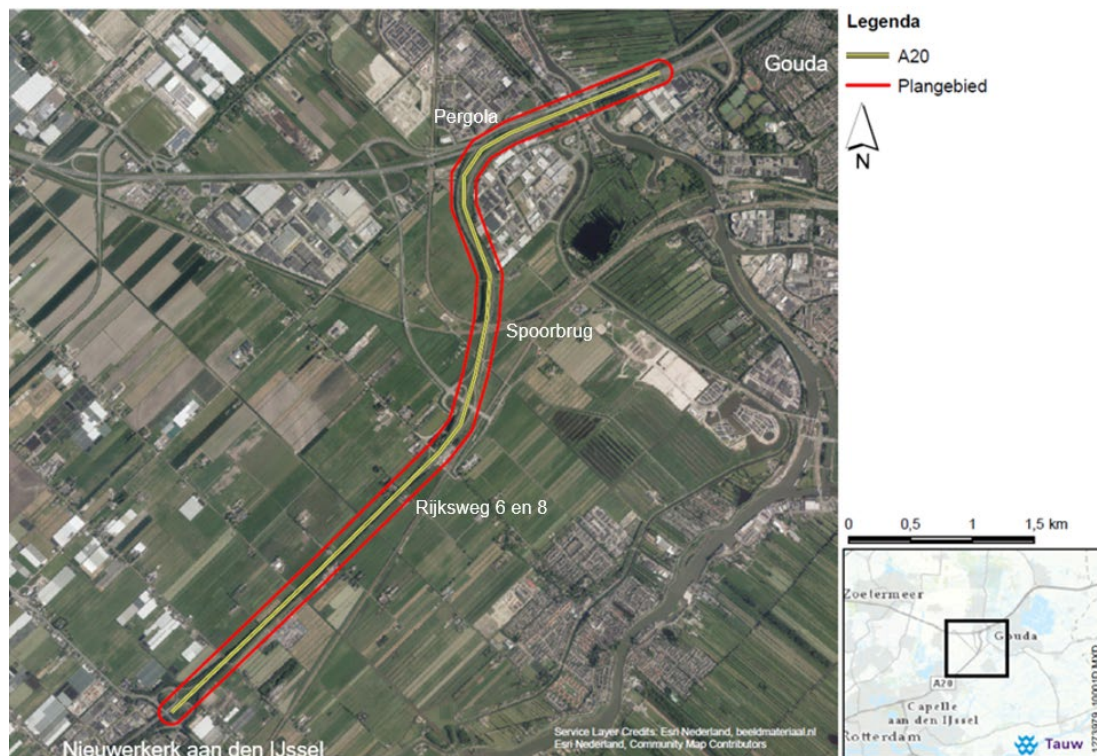 Legenda
A20
Plangebied
N
Gouda
Pergola
Spoorbrug
Rijksweg 6 en 8
Nieuwerkerk aan den IJssel
0 0,5 1 1,5 km
Zoetermeer
Gouda
A20
Capelle
aan den IJssel
Rotterdam
Tauw
Service Layer Credits: Esri Nederland, beeldmateriaal.nl
Esri Nederland, Community Map Contributors